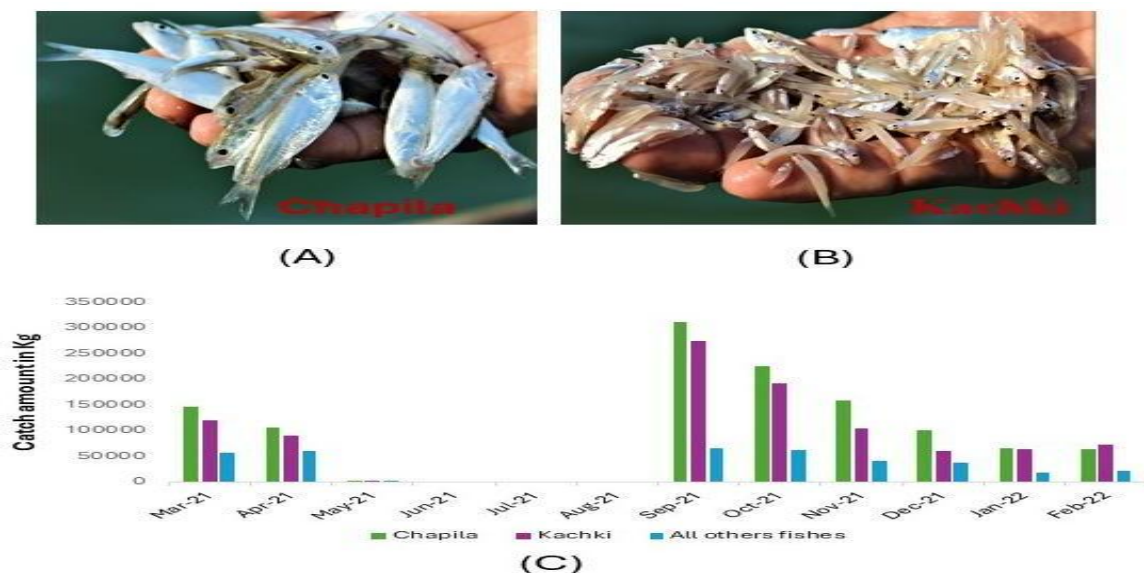 Chapila
Kachki
(A)
(B)
Catch amount in Kg
350000
300000
250000
200000
150000
100000
50000
0
Mar-21
Apr-21
May-21
Jun-21
Jul-21
Aug-21
Sep-21
Oct-21
Nov-21
Dec-21
Jan-22
Feb-22
Chapila
Kachki
All others fishes
(C)